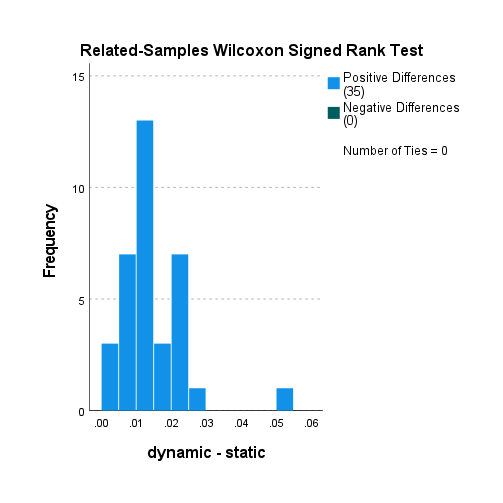 Related-Samples Wilcoxon Signed Rank Test
Positive Differences
(35)
Negative Differences
(0)
Number of Ties = 0
15
10
5
0
Frequency
.00 .01 .02 .03 .04 .05 .06
dynamic - static